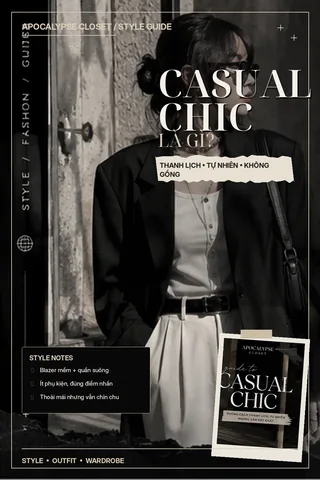 APOCALYPSE CLOSET / STYLE GUIDE
STYLE / FASHION / GUIDE
CASUAL
CHIC
LÀ GÌ?
THANH LỊCH • TỰ NHIÊN • KHÔNG
GỒNG
STYLE NOTES
Blazer mềm + quần suông
Ít phụ kiện, đúng điểm nhấn
Thoải mái nhưng vẫn chỉn chu
APOCALYPSE
CLOSET
guide to
CASUAL
CHIC
STYLE • OUTFIT • WARDROBE